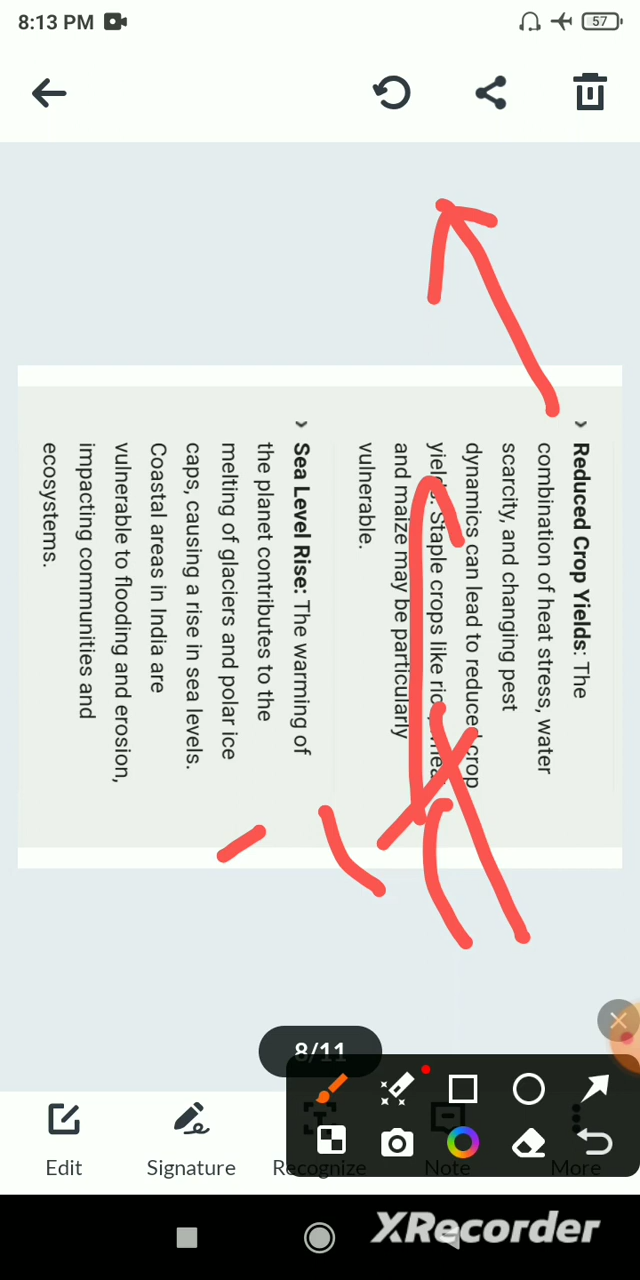 8:13 PM
57
› Reduced Crop Yields: The
combination of heat stress, water
scarcity, and changing pest
dynamics can lead to reduced crop
yields. Staple crops like rice, wheat
and maize may be particularly
vulnerable.
› Sea Level Rise: The warming of
the planet contributes to the
melting of glaciers and polar ice
caps, causing a rise in sea levels.
Coastal areas in India are
vulnerable to flooding and erosion,
impacting communities and
ecosystems.
8/11
Edit
Signature
Recognize
Note
More
XRecorder